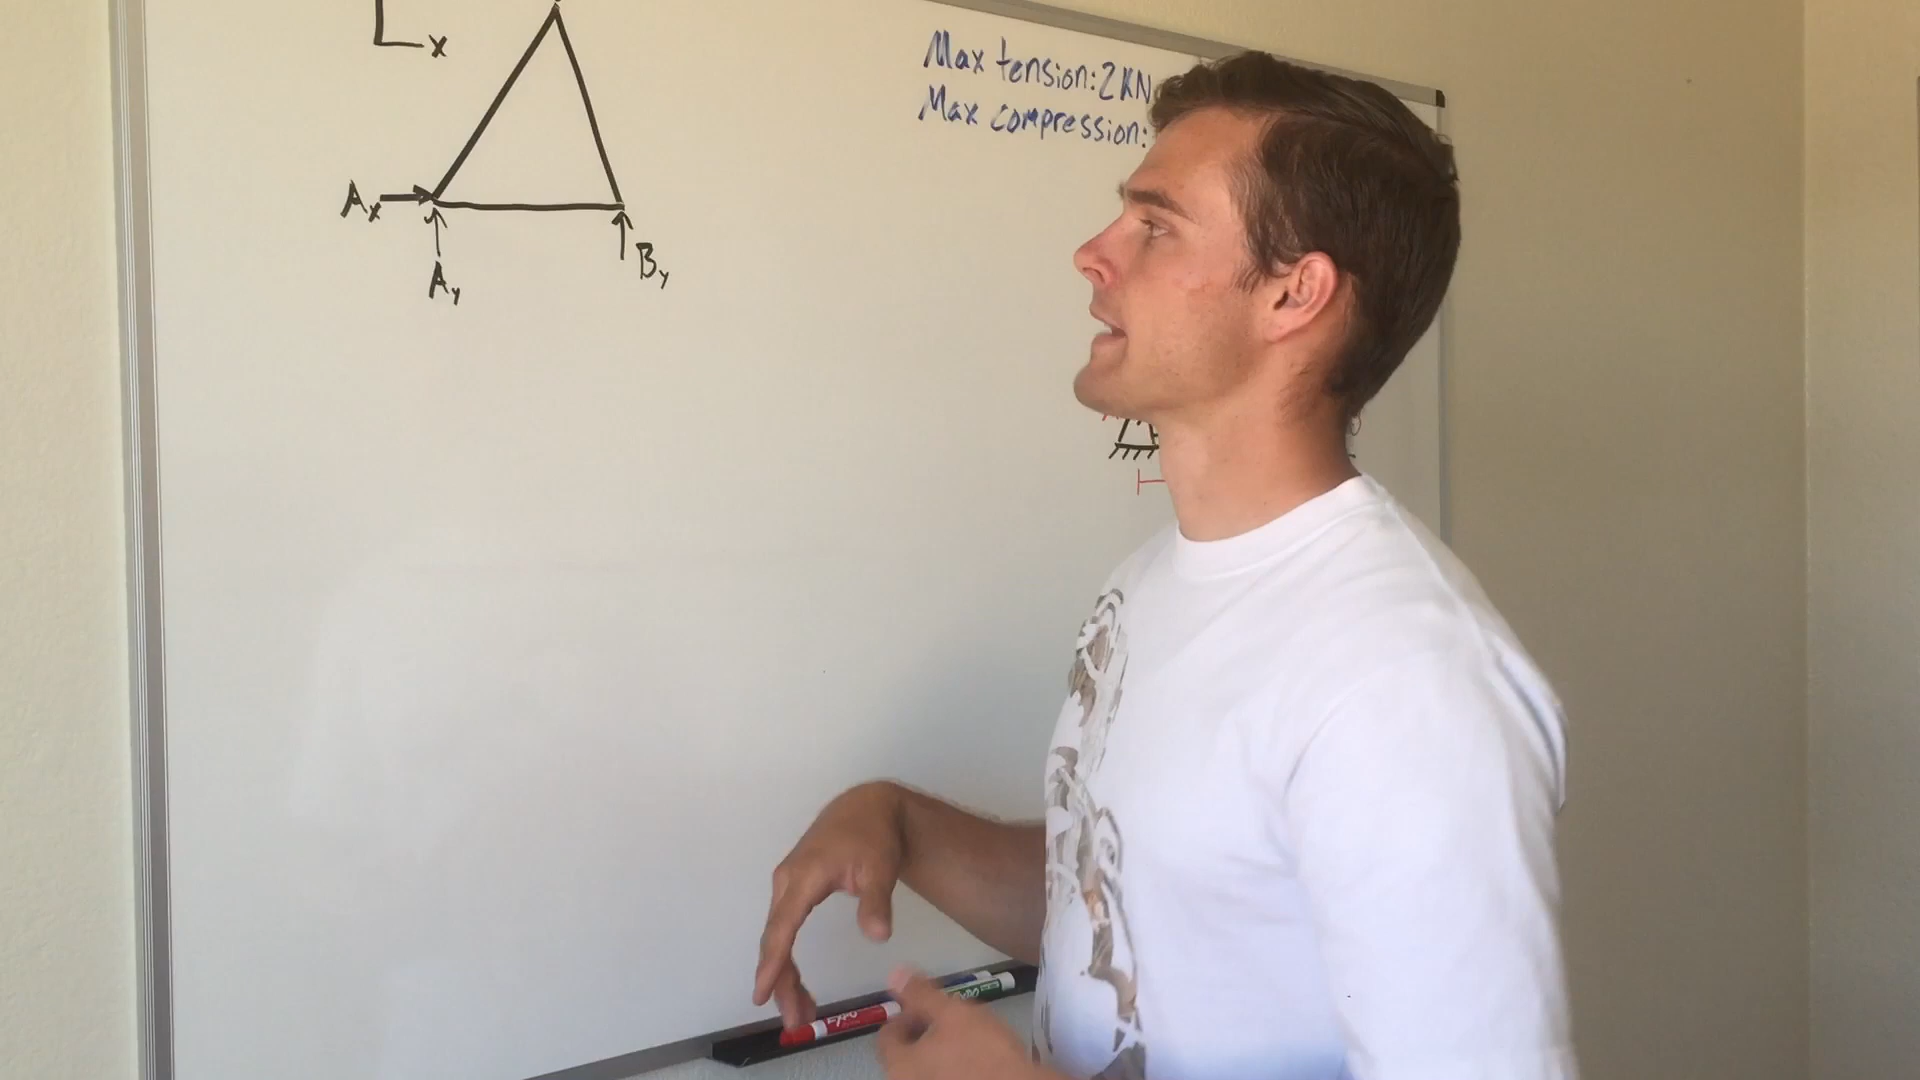 x
Max tension: 2KN
Max compression:
Ax
Ay
By
EXPO